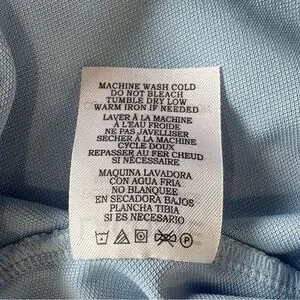 MACHINE WASH COLD
DO NOT BLEACH
TUMBLE DRY LOW
WARM IRON IF NEEDED
LAVER À LA MACHINE
À L'EAU FROIDE
NE PAS JAVELLISER
SECHER À LA MACHINE
CYCLE DOUX
REPASSER AU FER CHEUD
SI NÉCESSAIRE
MAQUINA LAVADORA
CON AGUA FRIA
NO BLANQUEE
EN SECADORA BAJOS
PLANCHA TIBIA
SI ES NECESARIO
P